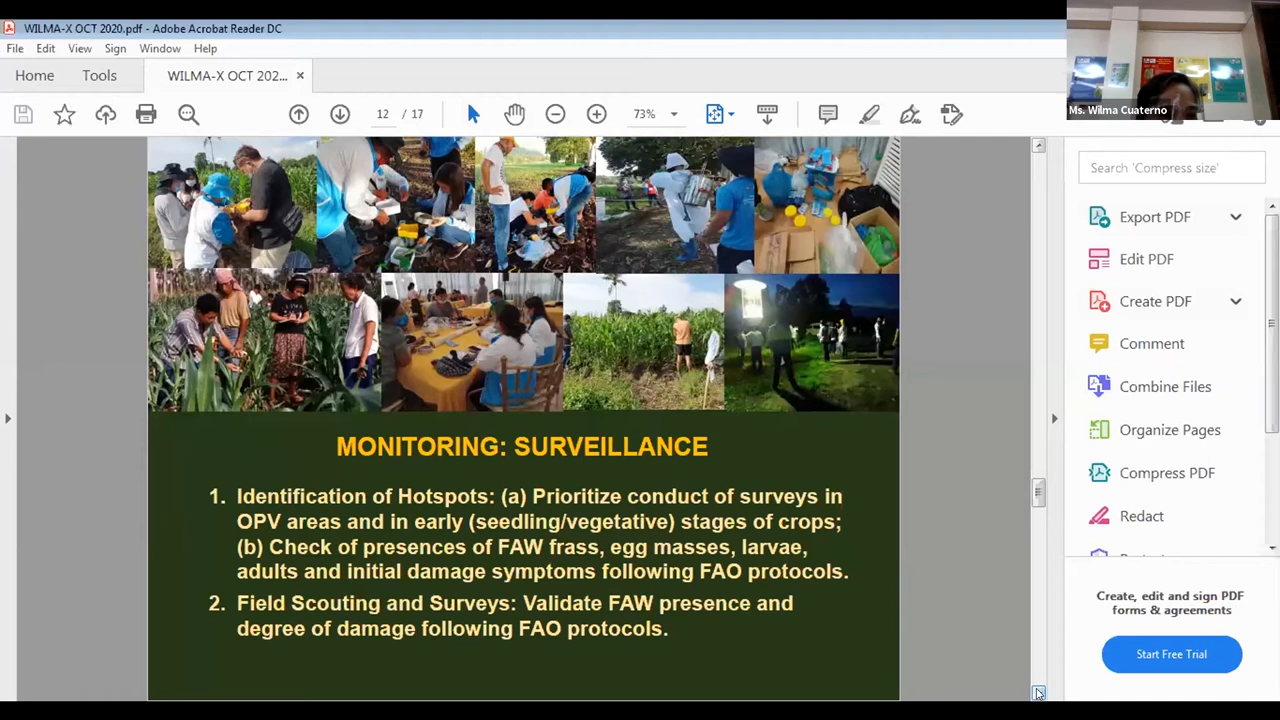 WILMA-X OCT 2020.pdf - Adobe Acrobat Reader DC
File Edit View Sign Window Help
Home Tools WILMA-X OCT 202... ×
12 / 17 73%
Ms. Wilma Cuaterno
Search 'Compress size'
Export PDF
Edit PDF
Create PDF
Comment
Combine Files
Organize Pages
Compress PDF
Redact
Create, edit and sign PDF
forms & agreements
Start Free Trial
MONITORING: SURVEILLANCE
1. Identification of Hotspots: (a) Prioritize conduct of surveys in
OPV areas and in early (seedling/vegetative) stages of crops;
(b) Check of presences of FAW frass, egg masses, larvae,
adults and initial damage symptoms following FAO protocols.
2. Field Scouting and Surveys: Validate FAW presence and
degree of damage following FAO protocols.